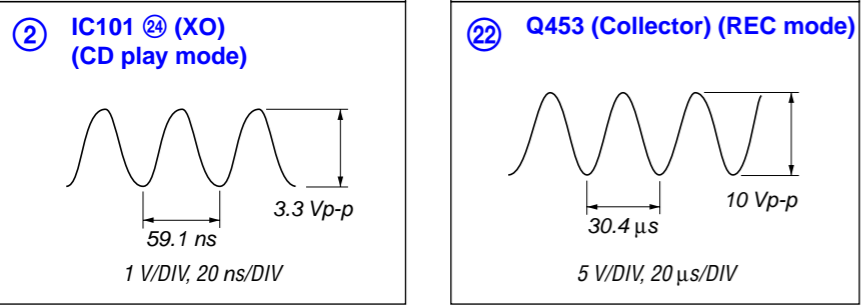 ② IC101 ㉔ (XO)
(CD play mode)
3.3 Vp-p
59.1 ns
1 V/DIV, 20 ns/DIV
㉒ Q453 (Collector) (REC mode)
10 Vp-p
30.4 µs
5 V/DIV, 20 µs/DIV